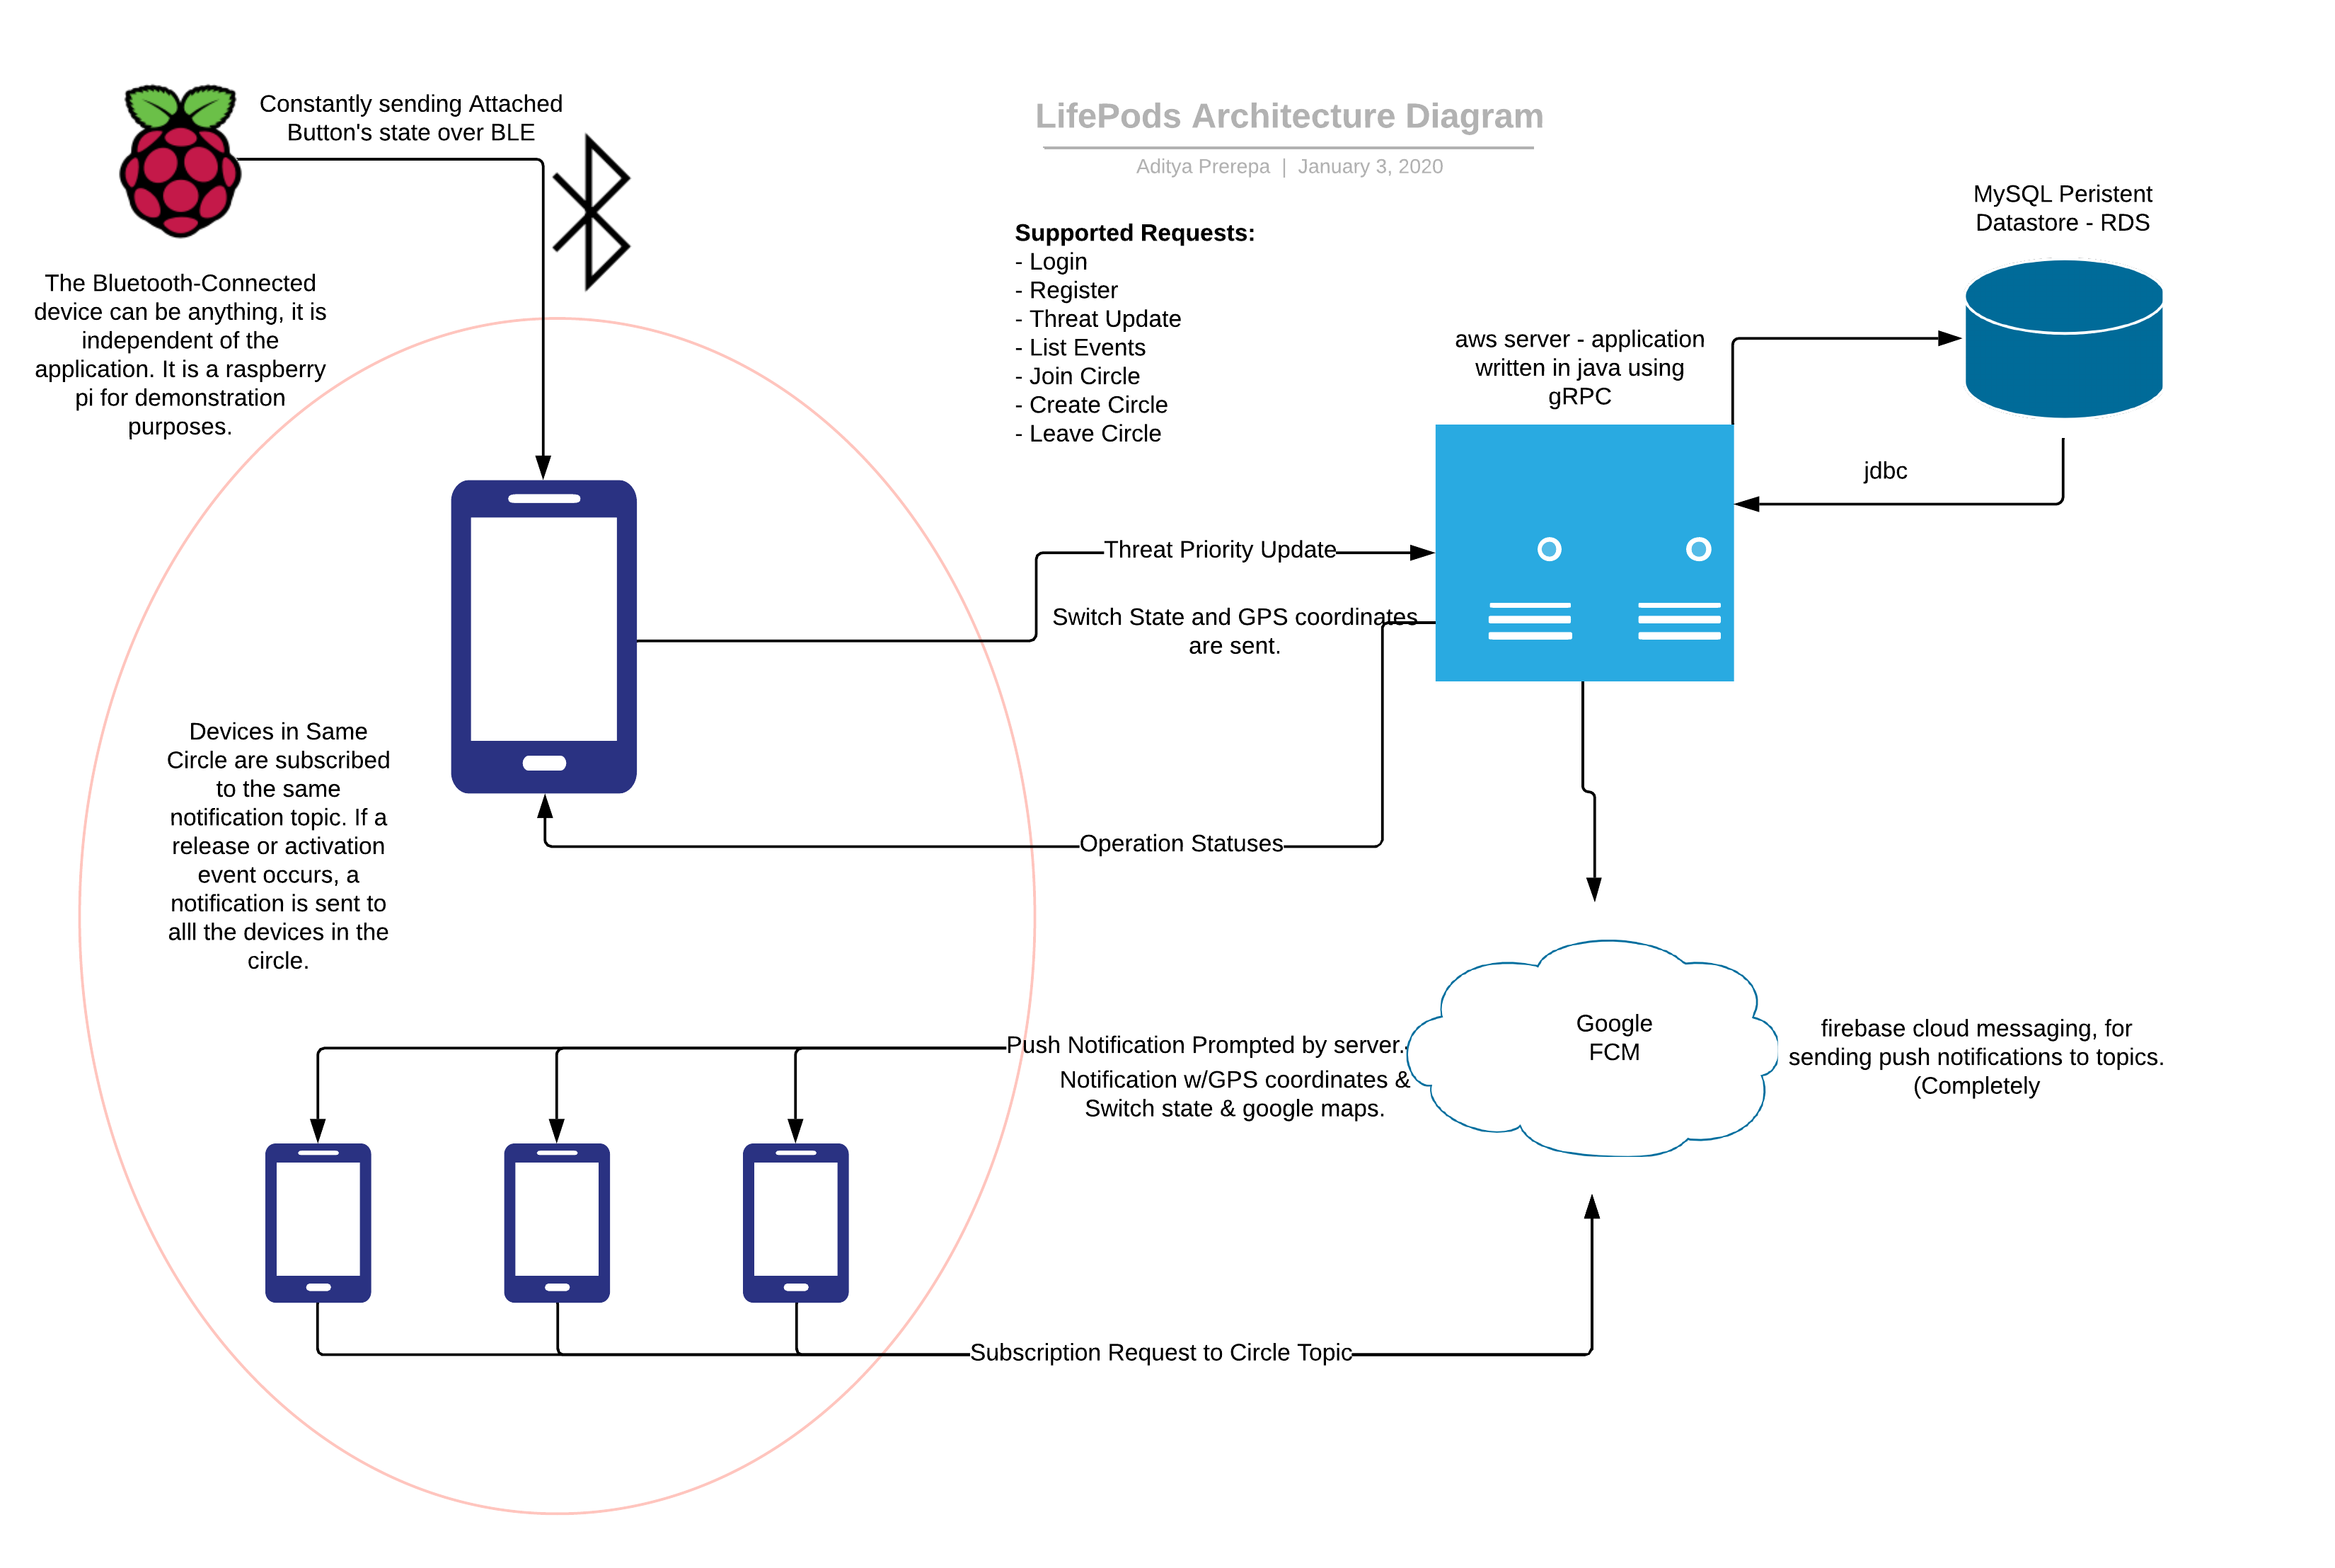 Constantly sending Attached
Button's state over BLE
LifePods Architecture Diagram
Aditya Prerepa | January 3, 2020
MySQL Peristent
Datastore - RDS
The Bluetooth-Connected
device can be anything, it is
independent of the
application. It is a raspberry
pi for demonstration
purposes.
Supported Requests:
- Login
- Register
- Threat Update
- List Events
- Join Circle
- Create Circle
- Leave Circle
aws server - application
written in java using
gRPC
jdbc
Threat Priority Update
Switch State and GPS coordinates
are sent.
Devices in Same
Circle are subscribed
to the same
notification topic. If a
release or activation
event occurs, a
notification is sent to
alll the devices in the
circle.
Operation Statuses
Push Notification Prompted by server.
Notification w/GPS coordinates &
Switch state & google maps.
Google
FCM
firebase cloud messaging, for
sending push notifications to topics.
(Completely
Subscription Request to Circle Topic